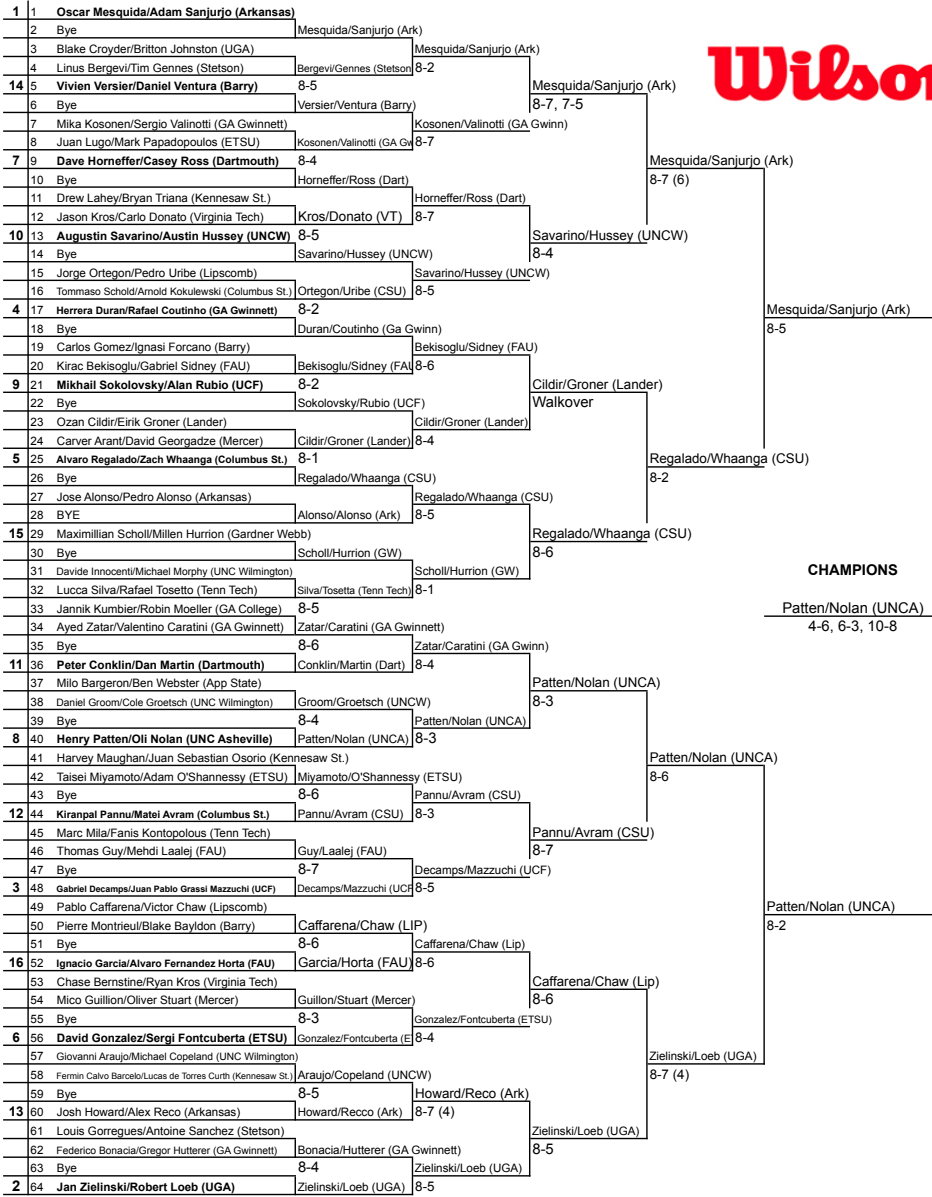 1 1 Oscar Mesquida/Adam Sanjurjo (Arkansas)
2 Bye Mesquida/Sanjurjo (Ark)
3 Blake Croyder/Britton Johnston (UGA) Mesquida/Sanjurjo (Ark)
4 Linus Bergevi/Tim Gennes (Stetson) Bergevi/Gennes (Stetson 8-2
Wilson
14 5 Vivien Versier/Daniel Ventura (Barry) 8-5 Mesquida/Sanjurjo (Ark)
6 Bye Versier/Ventura (Barry) 8-7, 7-5
7 Mika Kosonen/Sergio Valinotti (GA Gwinnett) Kosonen/Valinotti (GA Gwinn)
8 Juan Lugo/Mark Papadopoulos (ETSU) Kosonen/Valinotti (GA Gw 8-7
7 9 Dave Horneffer/Casey Ross (Dartmouth) 8-4 Mesquida/Sanjurjo (Ark)
10 Bye Horneffer/Ross (Dart) 8-7 (6)
11 Drew Lahey/Bryan Triana (Kennesaw St.) Horneffer/Ross (Dart)
12 Jason Kros/Carlo Donato (Virginia Tech) Kros/Donato (VT) 8-7
10 13 Augustin Savarino/Austin Hussey (UNCW) 8-5 Savarino/Hussey (UNCW)
14 Bye Savarino/Hussey (UNCW) 8-4
15 Jorge Ortegon/Pedro Uribe (Lipscomb) Savarino/Hussey (UNCW)
16 Tommaso Schold/Arnold Kokulewski (Columbus St.) Ortegon/Uribe (CSU) 8-5
4 17 Herrera Duran/Rafael Coutinho (GA Gwinnett) 8-2 Mesquida/Sanjurjo (Ark)
18 Bye Duran/Coutinho (Ga Gwinn) 8-5
19 Carlos Gomez/Ignasi Forcano (Barry) Bekisoglu/Sidney (FAU)
20 Kirac Bekisoglu/Gabriel Sidney (FAU) Bekisoglu/Sidney (FAU 8-6
9 21 Mikhail Sokolovsky/Alan Rubio (UCF) 8-2 Cildir/Groner (Lander)
22 Bye Sokolovsky/Rubio (UCF) Walkover
23 Ozan Cildir/Eirik Groner (Lander) Cildir/Groner (Lander)
24 Carver Arant/David Georgadze (Mercer) Cildir/Groner (Lander) 8-4
5 25 Alvaro Regalado/Zach Whaanga (Columbus St.) 8-1 Regalado/Whaanga (CSU)
26 Bye Regalado/Whaanga (CSU) 8-2
27 Jose Alonso/Pedro Alonso (Arkansas) Regalado/Whaanga (CSU)
28 BYE Alonso/Alonso (Ark) 8-5
15 29 Maximillian Scholl/Millen Hurrion (Gardner Webb) Regalado/Whaanga (CSU)
30 Bye Scholl/Hurrion (GW) 8-6
31 Davide Innocenti/Michael Morphy (UNC Wilmington) Scholl/Hurrion (GW) CHAMPIONS
32 Lucca Silva/Rafael Tosetto (Tenn Tech) Silva/Tosetta (Tenn Tech) 8-1
33 Jannik Kumbier/Robin Moeller (GA College) 8-5 Patten/Nolan (UNCA)
34 Ayed Zatar/Valentino Caratini (GA Gwinnett) Zatar/Caratini (GA Gwinnett) 4-6, 6-3, 10-8
35 Bye 8-6 Zatar/Caratini (GA Gwinn)
11 36 Peter Conklin/Dan Martin (Dartmouth) Conklin/Martin (Dart) 8-4
37 Milo Bargeron/Ben Webster (App State) Patten/Nolan (UNCA)
38 Daniel Groom/Cole Groetsch (UNC Wilmington) Groom/Groetsch (UNCW) 8-3
39 Bye 8-4 Patten/Nolan (UNCA)
8 40 Henry Patten/Oli Nolan (UNC Asheville) Patten/Nolan (UNCA) 8-3
41 Harvey Maughan/Juan Sebastian Osorio (Kennesaw St.) Patten/Nolan (UNCA)
42 Taisei Miyamoto/Adam O'Shannessy (ETSU) Miyamoto/O'Shannessy (ETSU) 8-6
43 Bye 8-6 Pannu/Avram (CSU)
12 44 Kiranpal Pannu/Matei Avram (Columbus St.) Pannu/Avram (CSU) 8-3
45 Marc Mila/Fanis Kontopolous (Tenn Tech) Pannu/Avram (CSU)
46 Thomas Guy/Mehdi Laalej (FAU) Guy/Laalej (FAU) 8-7
47 Bye 8-7 Decamps/Mazzuchi (UCF)
3 48 Gabriel Decamps/Juan Pablo Grassi Mazzuchi (UCF) Decamps/Mazzuchi (UCF 8-5
49 Pablo Caffarena/Victor Chaw (Lipscomb) Patten/Nolan (UNCA)
50 Pierre Montrieul/Blake Bayldon (Barry) Caffarena/Chaw (LIP) 8-2
51 Bye 8-6 Caffarena/Chaw (Lip)
16 52 Ignacio Garcia/Alvaro Fernandez Horta (FAU) Garcia/Horta (FAU) 8-6
53 Chase Bernstine/Ryan Kros (Virginia Tech) Caffarena/Chaw (Lip)
54 Mico Guillion/Oliver Stuart (Mercer) Guillon/Stuart (Mercer) 8-6
55 Bye 8-3 Gonzalez/Fontcuberta (ETSU)
6 56 David Gonzalez/Sergi Fontcuberta (ETSU) Gonzalez/Fontcuberta (E 8-4
57 Giovanni Araujo/Michael Copeland (UNC Wilmington) Zielinski/Loeb (UGA)
58 Fermin Calvo Barcelo/Lucas de Torres Curth (Kennesaw St.) Araujo/Copeland (UNCW) 8-7 (4)
59 Bye 8-5 Howard/Reco (Ark)
13 60 Josh Howard/Alex Reco (Arkansas) Howard/Recco (Ark) 8-7 (4)
61 Louis Gorregues/Antoine Sanchez (Stetson) Zielinski/Loeb (UGA)
62 Federico Bonacia/Gregor Hutterer (GA Gwinnett) Bonacia/Hutterer (GA Gwinnett) 8-5
63 Bye 8-4 Zielinski/Loeb (UGA)
2 64 Jan Zielinski/Robert Loeb (UGA) Zielinski/Loeb (UGA) 8-5